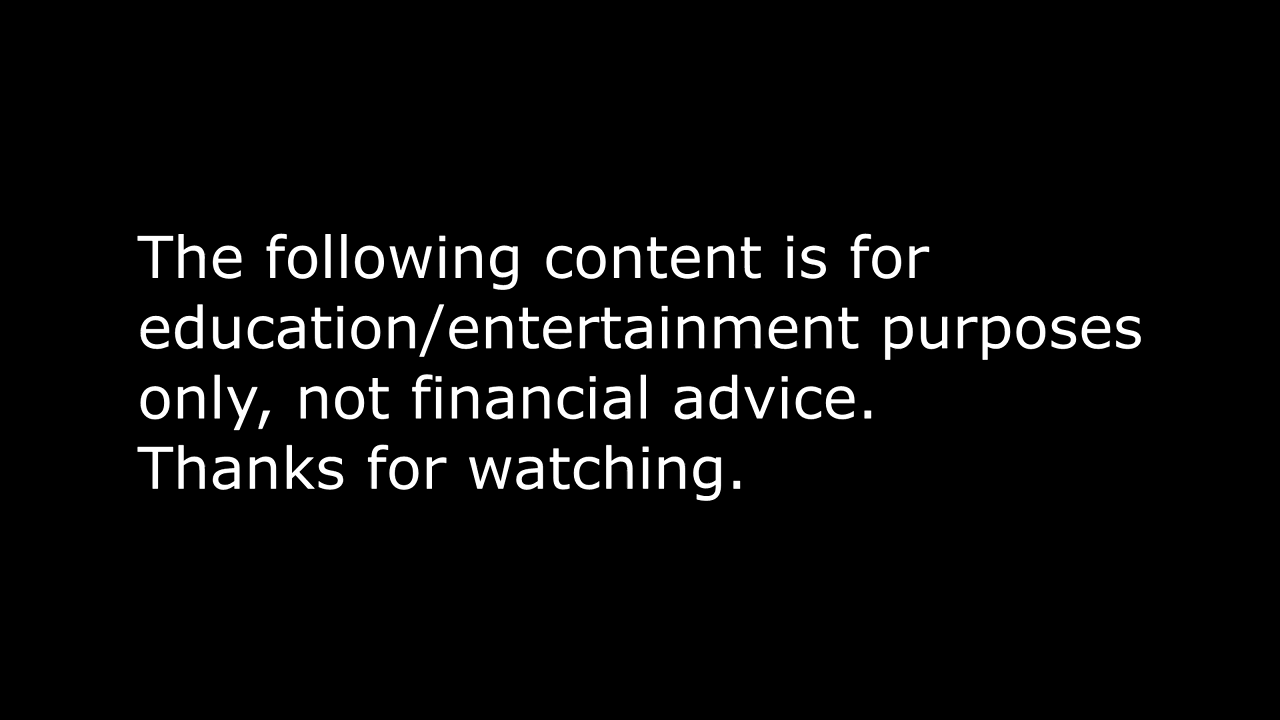 The following content is for
education/entertainment purposes
only, not financial advice.
Thanks for watching.